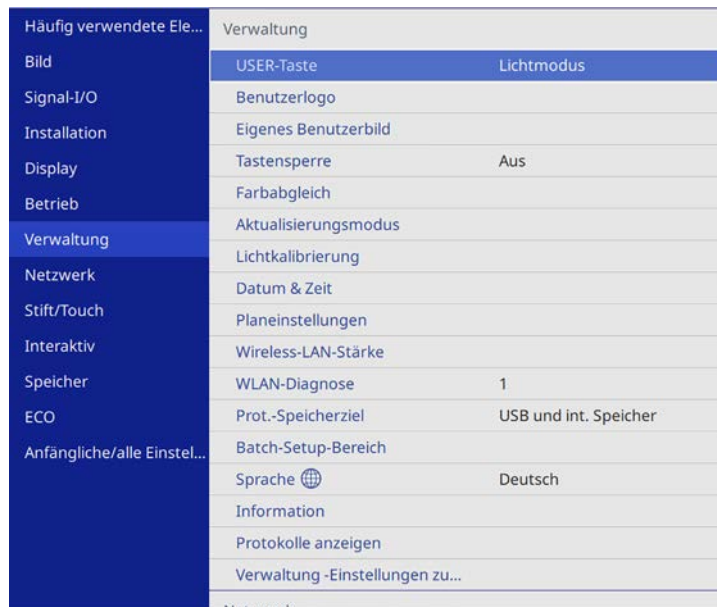 Häufig verwendete Ele...
Bild
Signal-I/O
Installation
Display
Betrieb
Verwaltung
Netzwerk
Stift/Touch
Interaktiv
Speicher
ECO
Anfängliche/alle Einstel...
Verwaltung
USER-Taste Lichtmodus
Benutzerlogo
Eigenes Benutzerbild
Tastensperre Aus
Farbabgleich
Aktualisierungsmodus
Lichtkalibrierung
Datum & Zeit
Planeinstellungen
Wireless-LAN-Stärke
WLAN-Diagnose 1
Prot.-Speicherziel USB und int. Speicher
Batch-Setup-Bereich
Sprache Deutsch
Information
Protokolle anzeigen
Verwaltung -Einstellungen zu...